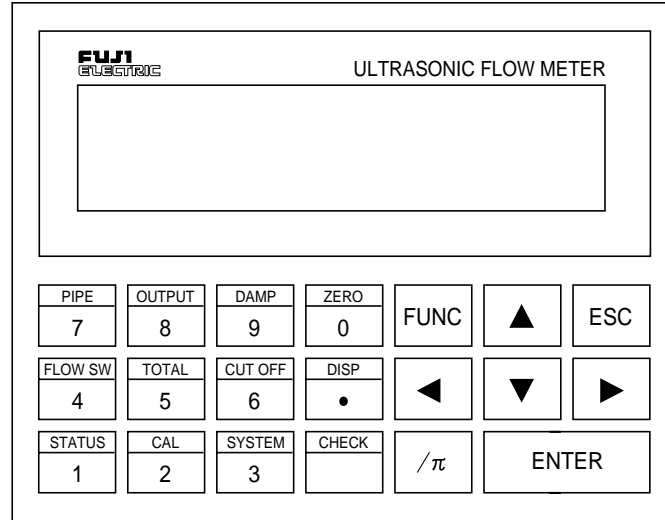 FUJI
ELECTRIC
ULTRASONIC FLOW METER
PIPE OUTPUT DAMP ZERO
7 8 9 0 FUNC ▲ ESC
FLOW SW TOTAL CUT OFF DISP
4 5 6 • ◀ ▼ ▶
STATUS CAL SYSTEM CHECK
1 2 3 /π ENTER